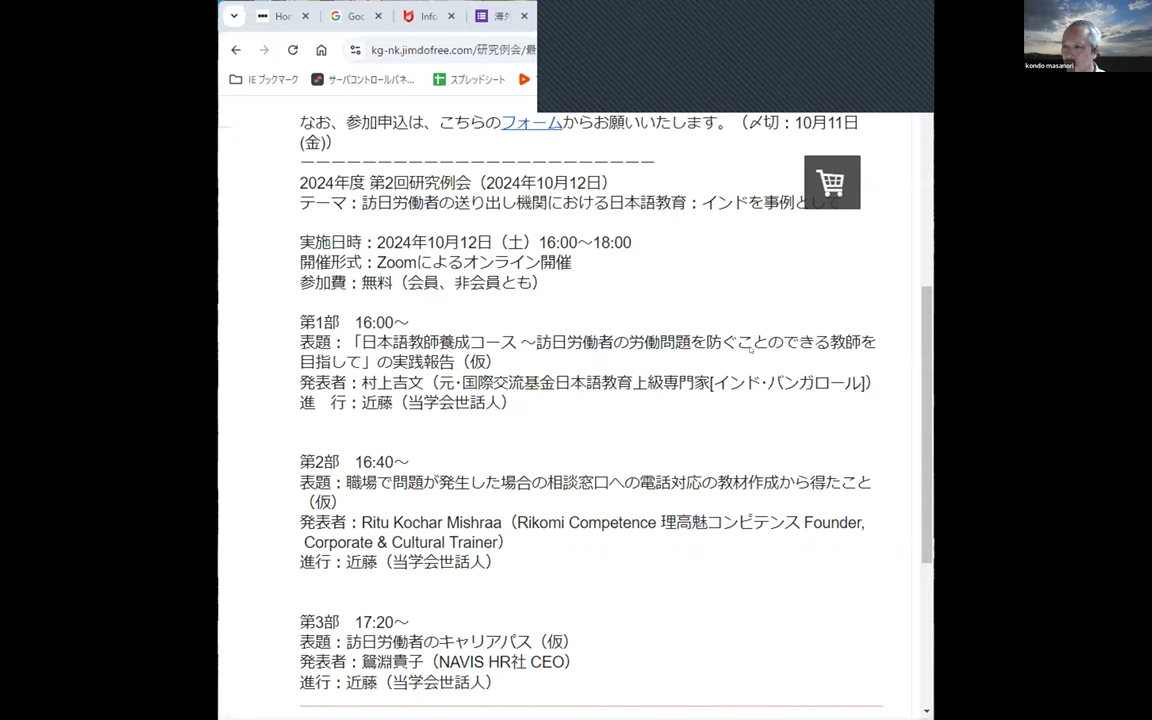 Hor
Goc
Info
海外
kg-nk.jimdofree.com/研究例会/最
IE ブックマーク
サーバコントロールパネ...
スプレッドシート
kondo masanori
なお、参加申込は、こちらのフォームからお願いいたします。（〆切：10月11日
(金)）
ーーーーーーーーーーーーーーーーーーーーーーー
2024年度 第2回研究例会（2024年10月12日）
テーマ：訪日労働者の送り出し機関における日本語教育：インドを事例として
実施日時：2024年10月12日（土）16:00〜18:00
開催形式：Zoomによるオンライン開催
参加費：無料（会員、非会員とも）
第1部　16:00〜
表題：「日本語教師養成コース 〜訪日労働者の労働問題を防ぐことのできる教師を
目指して」の実践報告（仮）
発表者：村上吉文（元･国際交流基金日本語教育上級専門家[インド･バンガロール]）
進　行：近藤（当学会世話人）
第2部　16:40〜
表題：職場で問題が発生した場合の相談窓口への電話対応の教材作成から得たこと
（仮）
発表者：Ritu Kochar Mishraa（Rikomi Competence 理高魅コンピテンス Founder,
Corporate & Cultural Trainer）
進行：近藤（当学会世話人）
第3部　17:20〜
表題：訪日労働者のキャリアパス（仮）
発表者：鴛淵貴子（NAVIS HR社 CEO）
進行：近藤（当学会世話人）